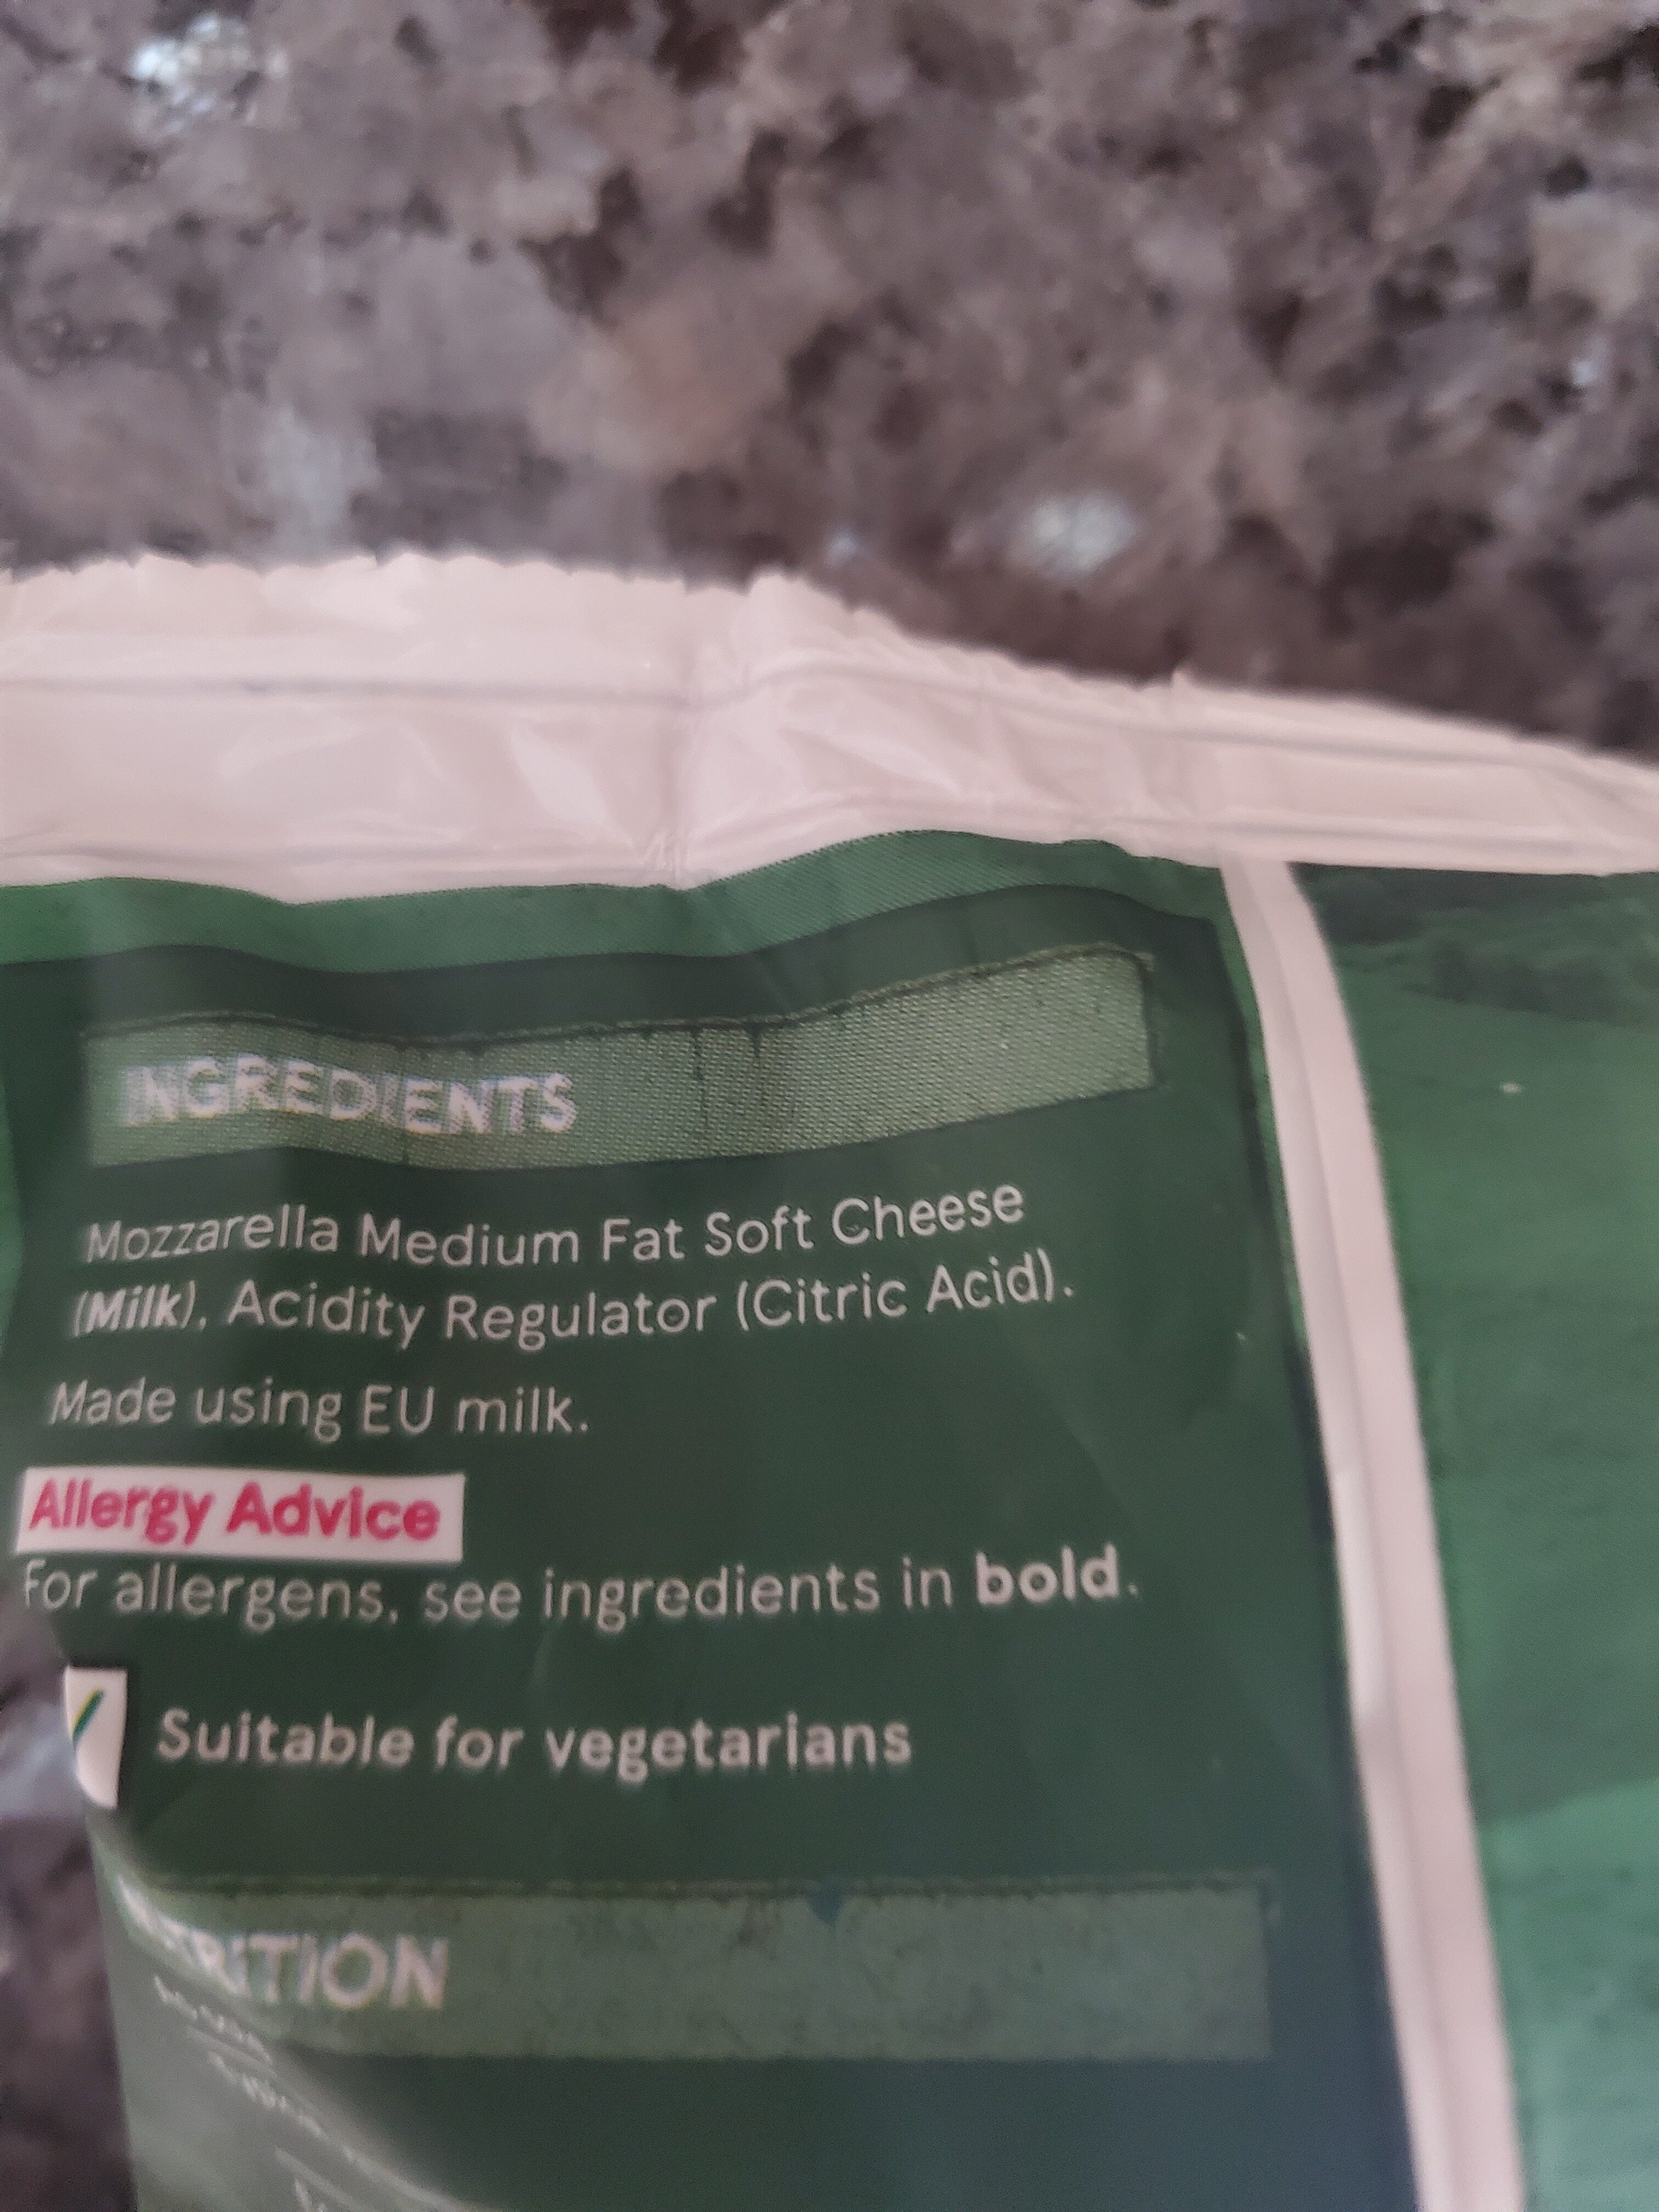 INGREDIENTS
Mozzarella Medium Fat Soft Cheese
(Milk), Acidity Regulator (Citric Acid).
Made using EU milk.
Allergy Advice
For allergens, see ingredients in bold.
Suitable for vegetarians
NUTRITION